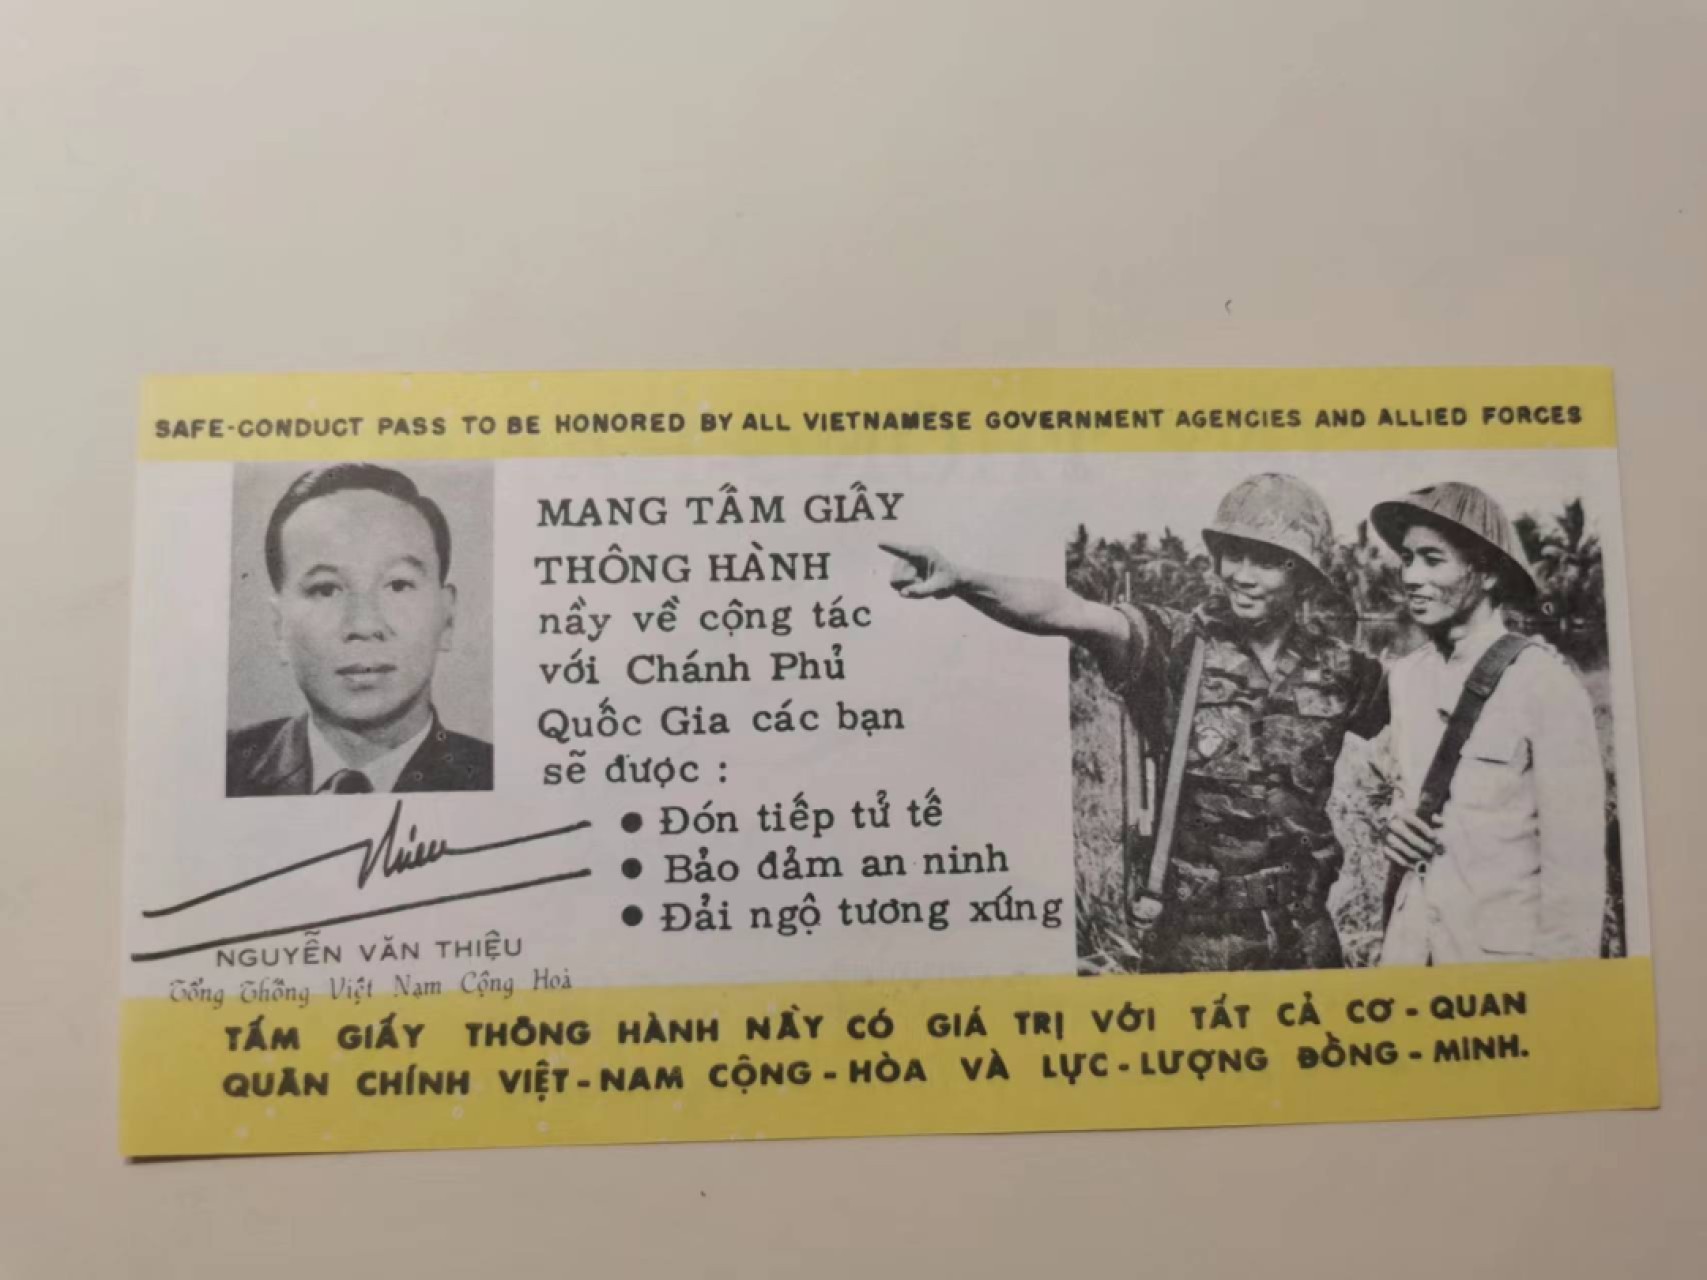 SAFE-CONDUCT PASS TO BE HONORED BY ALL VIETNAMESE GOVERNMENT AGENCIES AND ALLIED FORCES
MANG TẤM GIẤY
THÔNG HÀNH
nầy về cộng tác
với Chánh Phủ
Quốc Gia các bạn
sẽ được :
● Đón tiếp tử tế
● Bảo đảm an ninh
● Đải ngộ tương xứng
Thieu
NGUYỄN VĂN THIỆU
Tổng Thống Việt Nam Cộng Hoà
TẤM GIẤY THÔNG HÀNH NẦY CÓ GIÁ TRỊ VỚI TẤT CẢ CƠ - QUAN
QUÂN CHÍNH VIỆT - NAM CỘNG - HÒA VÀ LỰC - LƯỢNG ĐỒNG - MINH.